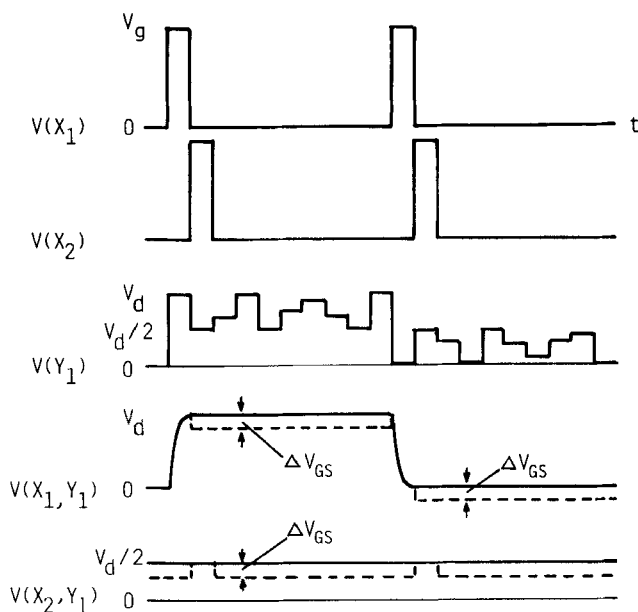 V_g
V(X_1) 0 t
V(X_2)
V_d
V_d/2
V(Y_1) 0
V_d
ΔV_GS
ΔV_GS
V(X_1,Y_1) 0
ΔV_GS
V_d/2
V(X_2,Y_1) 0